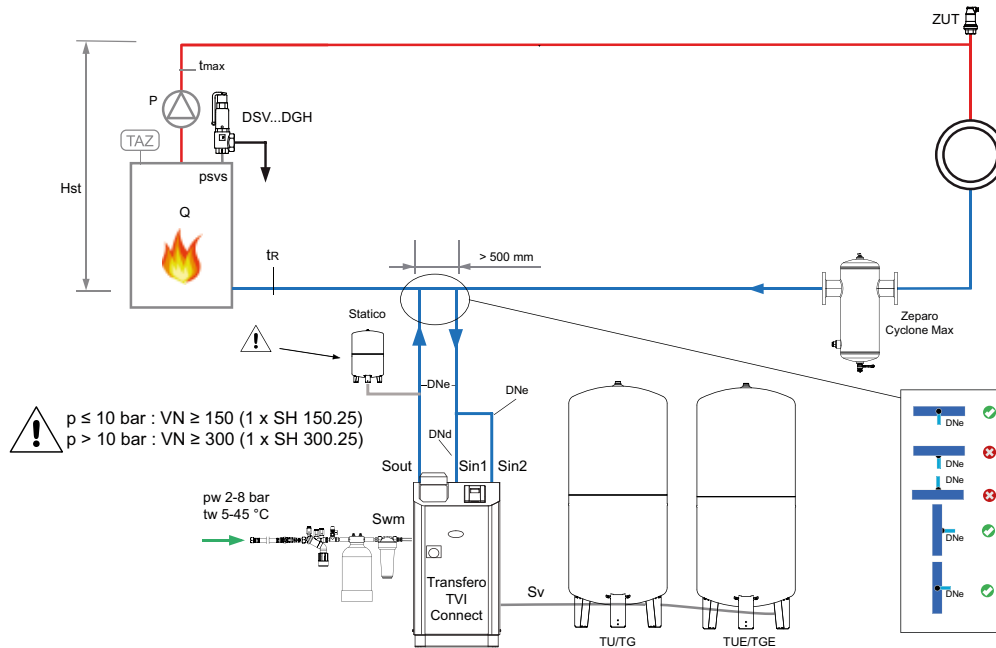 ZUT
tmax
P
DSV...DGH
TAZ
psvs
Hst
Q
tR
> 500 mm
Statico
Zeparo
Cyclone Max
DNe
DNe
DNd
p ≤ 10 bar : VN ≥ 150 (1 x SH 150.25)
p > 10 bar : VN ≥ 300 (1 x SH 300.25)
Sout
Sin1
Sin2
pw 2-8 bar
tw 5-45 °C
Swm
Transfero
TVI
Connect
Sv
TU/TG
TUE/TGE
DNe
DNe
DNe
DNe
DNe